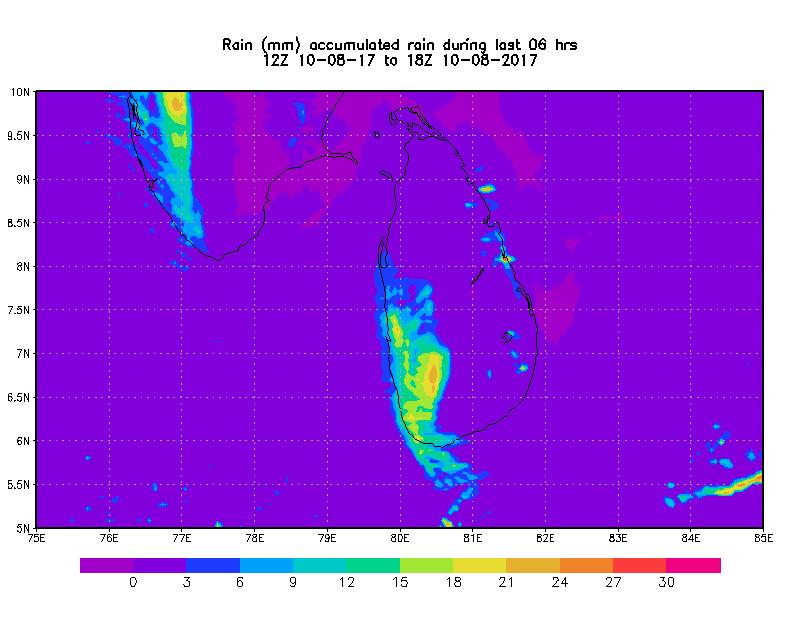 Rain (mm) accumulated rain during last 06 hrs
12Z 10-08-17 to 18Z 10-08-2017
10N
9.5N
9N
8.5N
8N
7.5N
7N
6.5N
6N
5.5N
5N
75E 76E 77E 78E 79E 80E 81E 82E 83E 84E 85E
0 3 6 9 12 15 18 21 24 27 30